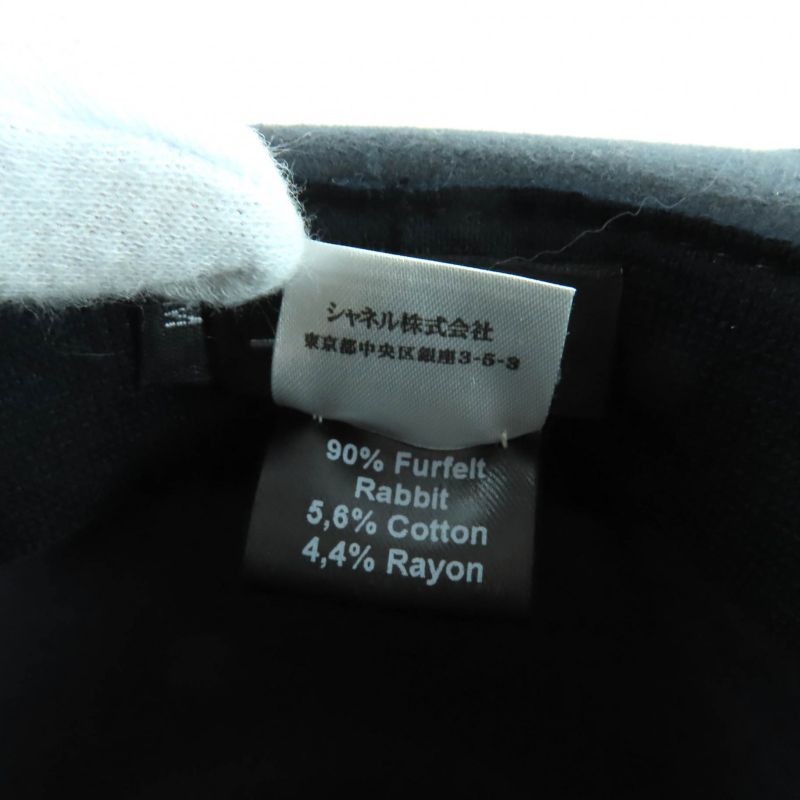 シャネル株式会社
東京都中央区銀座3-5-3
90% Furfelt
Rabbit
5,6% Cotton
4,4% Rayon